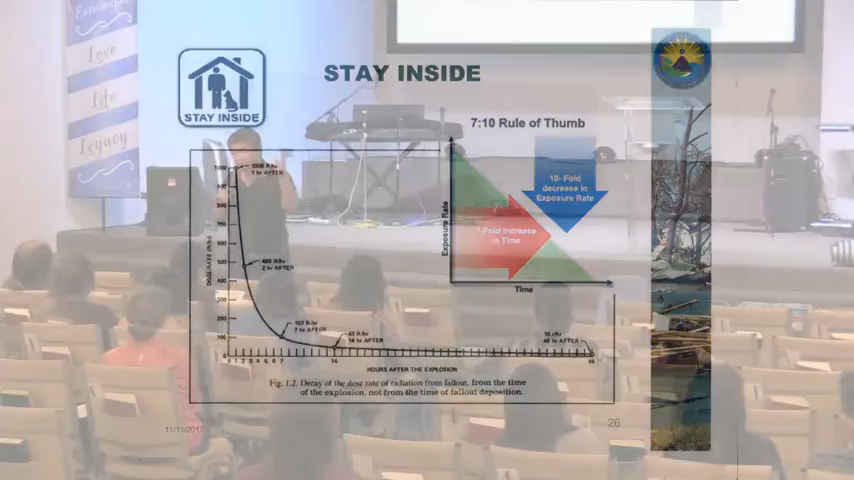 Love
Life
Legacy
STAY INSIDE
STAY INSIDE
7:10 Rule of Thumb
10- Fold
decrease in
Exposure Rate
7-Fold Increase
in Time
Exposure Rate
Time
1000 R/hr
1 hr AFTER
400 R/hr
2 hr AFTER
100 R/hr
7 hr AFTER
43 R/hr
14 hr AFTER
10 R/hr
48 hr AFTER
DOSE RATE (R/hr)
HOURS AFTER THE EXPLOSION
Fig. 1.2. Decay of the dose rate of radiation from fallout, from the time
of the explosion, not from the time of fallout deposition.
11/11/2017
26